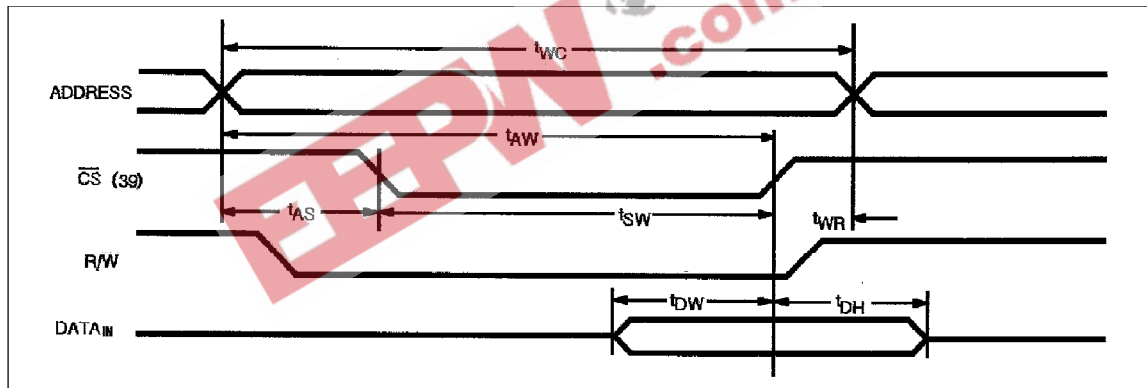 EEPW.com
tWC
ADDRESS
tAW
CS (39)
tAS
tSW
tWR
R/W
tDW
tDH
DATAIN